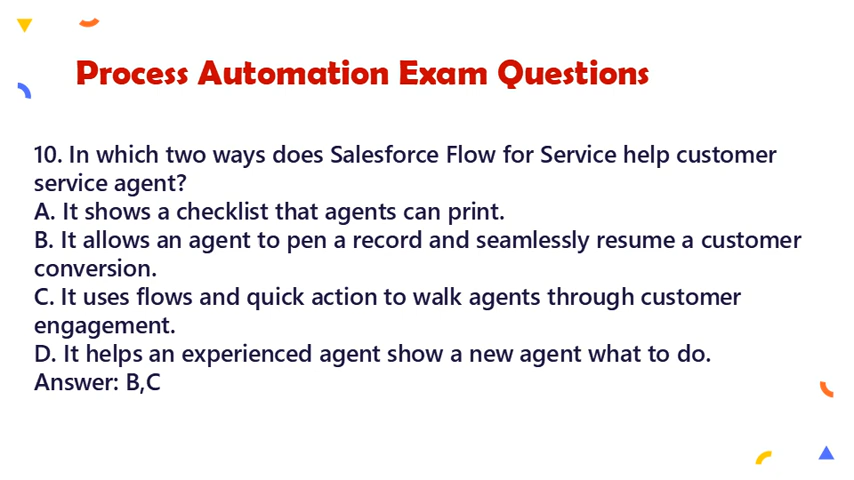 Process Automation Exam Questions
10. In which two ways does Salesforce Flow for Service help customer
service agent?
A. It shows a checklist that agents can print.
B. It allows an agent to pen a record and seamlessly resume a customer
conversion.
C. It uses flows and quick action to walk agents through customer
engagement.
D. It helps an experienced agent show a new agent what to do.
Answer: B,C